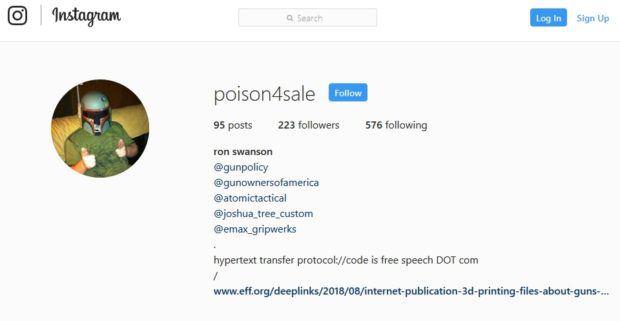 Instagram
Search
Log In
Sign Up
poison4sale
Follow
95 posts 223 followers 576 following
ron swanson
@gunpolicy
@gunownersofamerica
@atomictactical
@joshua_tree_custom
@emax_gripwerks
.
hypertext transfer protocol://code is free speech DOT com
/
www.eff.org/deeplinks/2018/08/internet-publication-3d-printing-files-about-guns-...